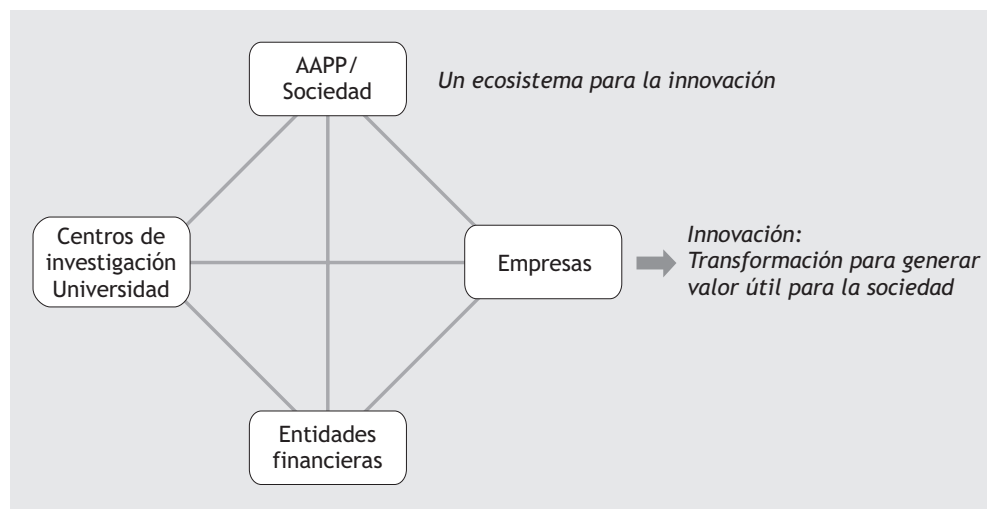 AAPP/
Sociedad
Un ecosistema para la innovación
Centros de
investigación
Universidad
Empresas
Innovación:
Transformación para generar
valor útil para la sociedad
Entidades
financieras